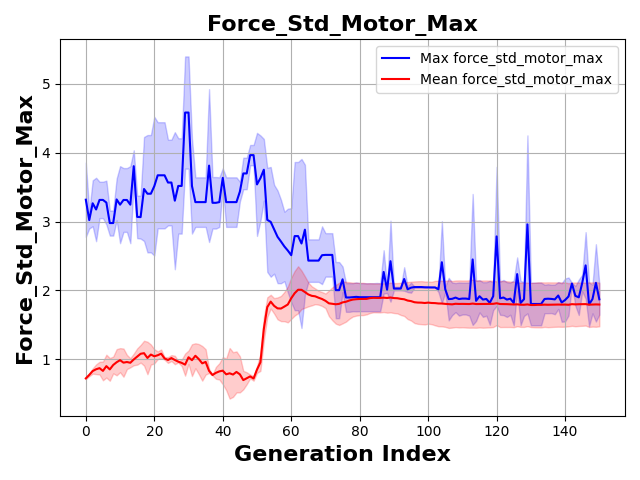 Force_Std_Motor_Max
Max force_std_motor_max
Mean force_std_motor_max
Force_Std_Motor_Max
5
4
3
2
1
0 20 40 60 80 100 120 140
Generation Index